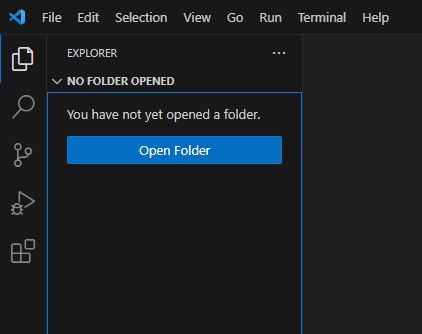 File Edit Selection View Go Run Terminal Help
EXPLORER
NO FOLDER OPENED
You have not yet opened a folder.
Open Folder